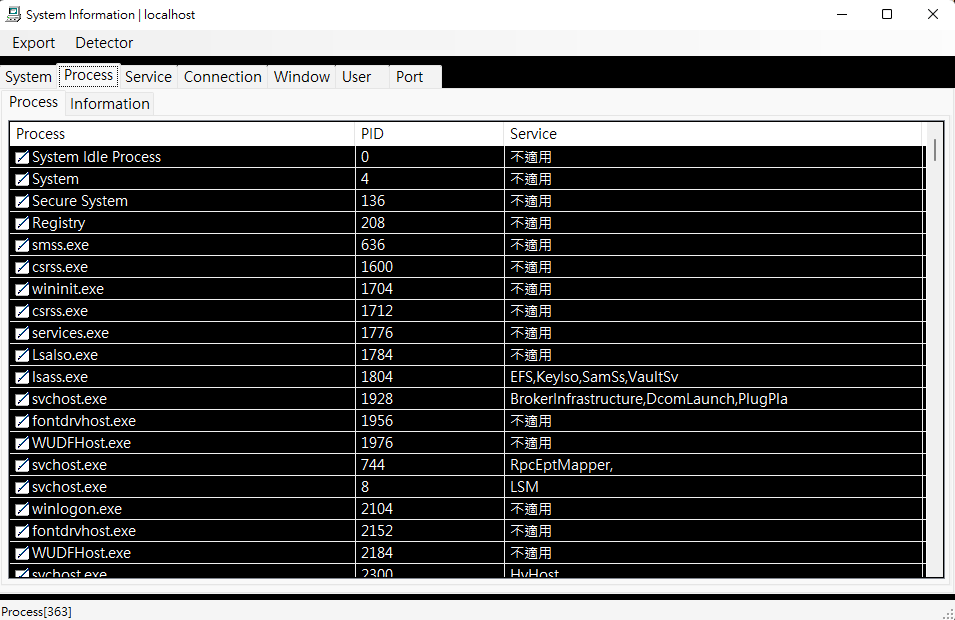 System Information | localhost
Export Detector
System Process Service Connection Window User Port
Process Information
Process PID Service
System Idle Process 0 不適用
System 4 不適用
Secure System 136 不適用
Registry 208 不適用
smss.exe 636 不適用
csrss.exe 1600 不適用
wininit.exe 1704 不適用
csrss.exe 1712 不適用
services.exe 1776 不適用
LsaIso.exe 1784 不適用
lsass.exe 1804 EFS,KeyIso,SamSs,VaultSv
svchost.exe 1928 BrokerInfrastructure,DcomLaunch,PlugPla
fontdrvhost.exe 1956 不適用
WUDFHost.exe 1976 不適用
svchost.exe 744 RpcEptMapper,
svchost.exe 8 LSM
winlogon.exe 2104 不適用
fontdrvhost.exe 2152 不適用
WUDFHost.exe 2184 不適用
svchost.exe 2300 HvHost
Process[363]